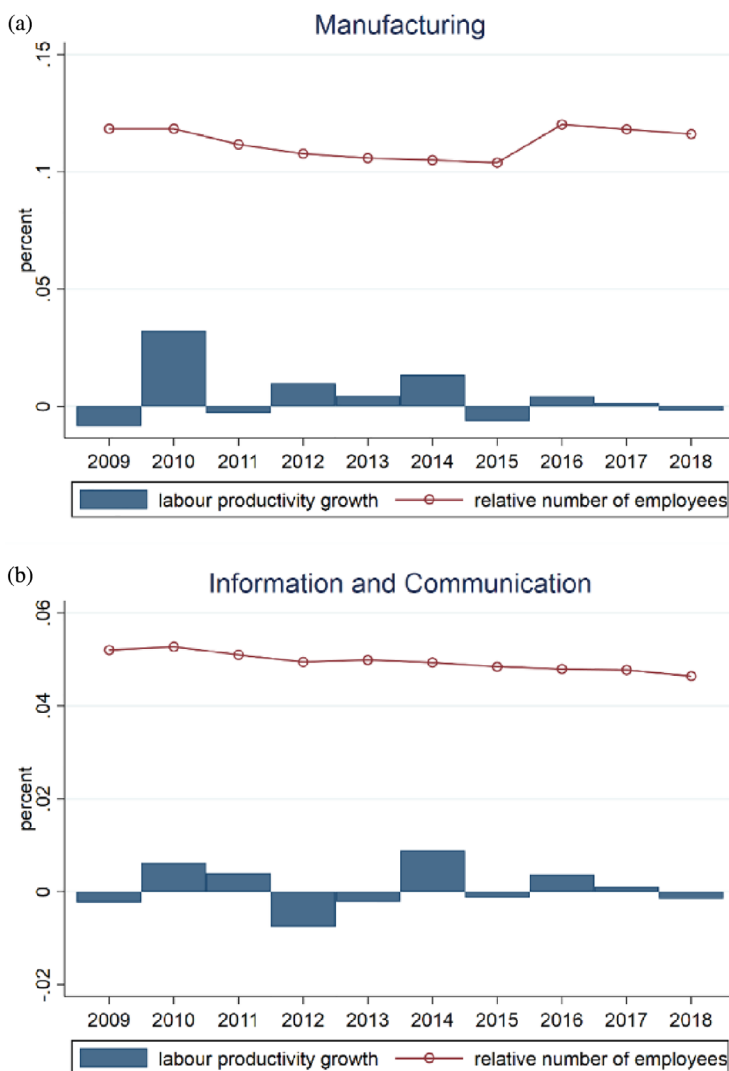 (a)
Manufacturing
.15
.1
.05
0
percent
2009 2010 2011 2012 2013 2014 2015 2016 2017 2018
labour productivity growth relative number of employees
(b)
Information and Communication
.06
.04
.02
0
-.02
percent
2009 2010 2011 2012 2013 2014 2015 2016 2017 2018
labour productivity growth relative number of employees